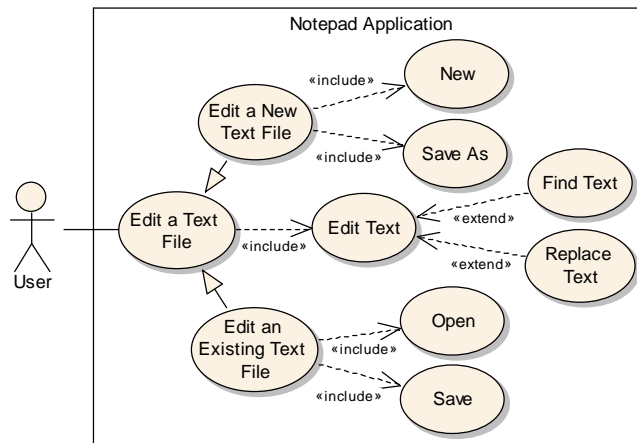 Notepad Application
New
«include»
Edit a New
Text File
«include»
Save As
Find Text
«extend»
Edit a Text
File
«include»
Edit Text
«extend»
Replace
Text
User
Edit an
Existing Text
File
Open
«include»
«include»
Save